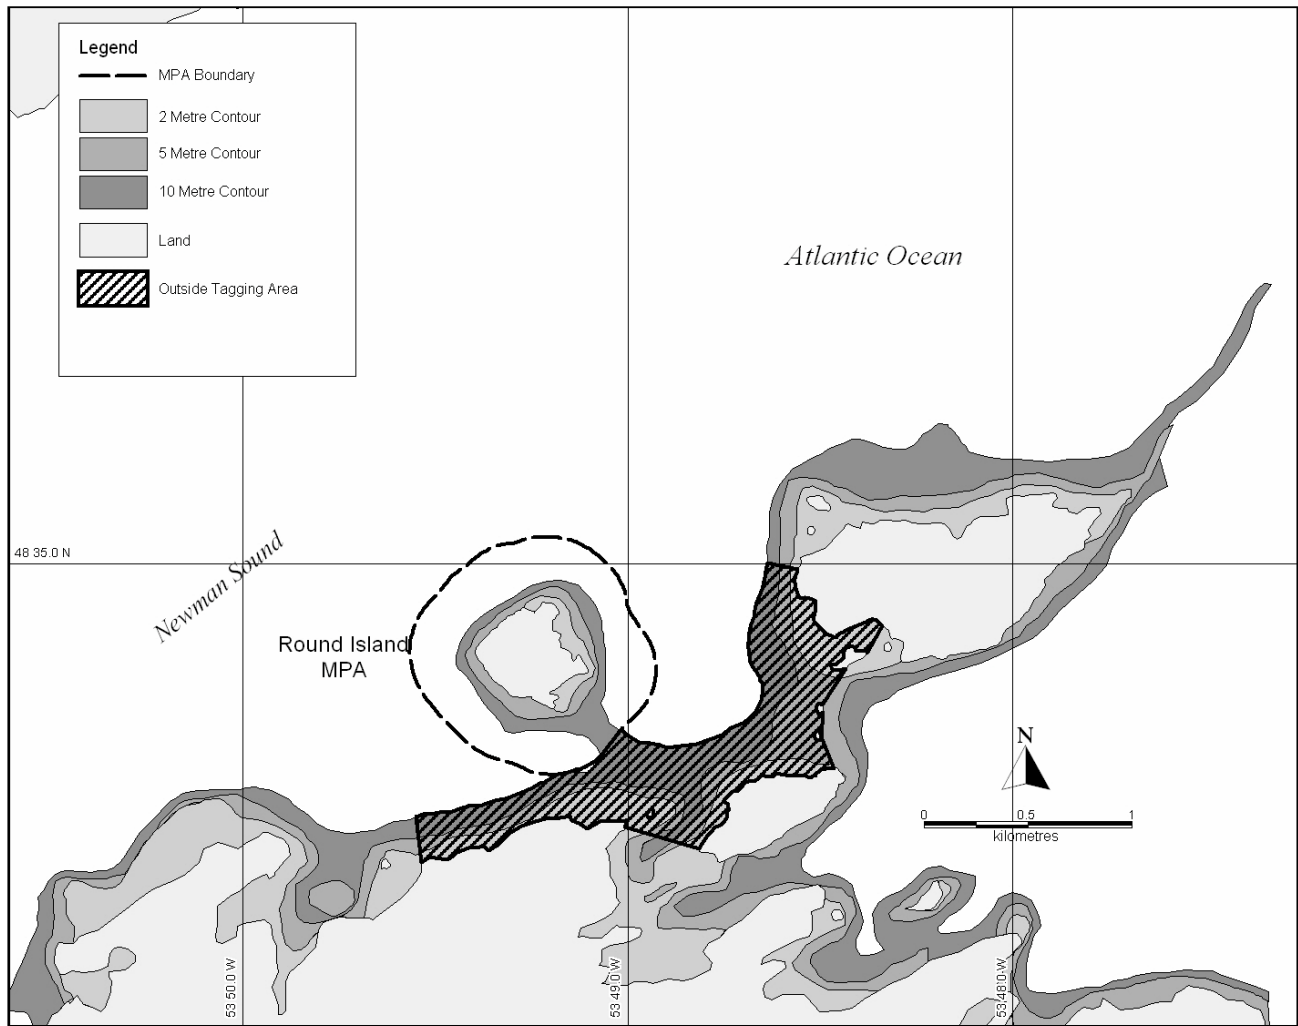 Legend
MPA Boundary
2 Metre Contour
5 Metre Contour
10 Metre Contour
Land
Outside Tagging Area
Atlantic Ocean
48 35.0 N
Newman Sound
Round Island
MPA
N
0 0.5 1
kilometres
53 50.0 W
53 49.0 W
53 48.0 W